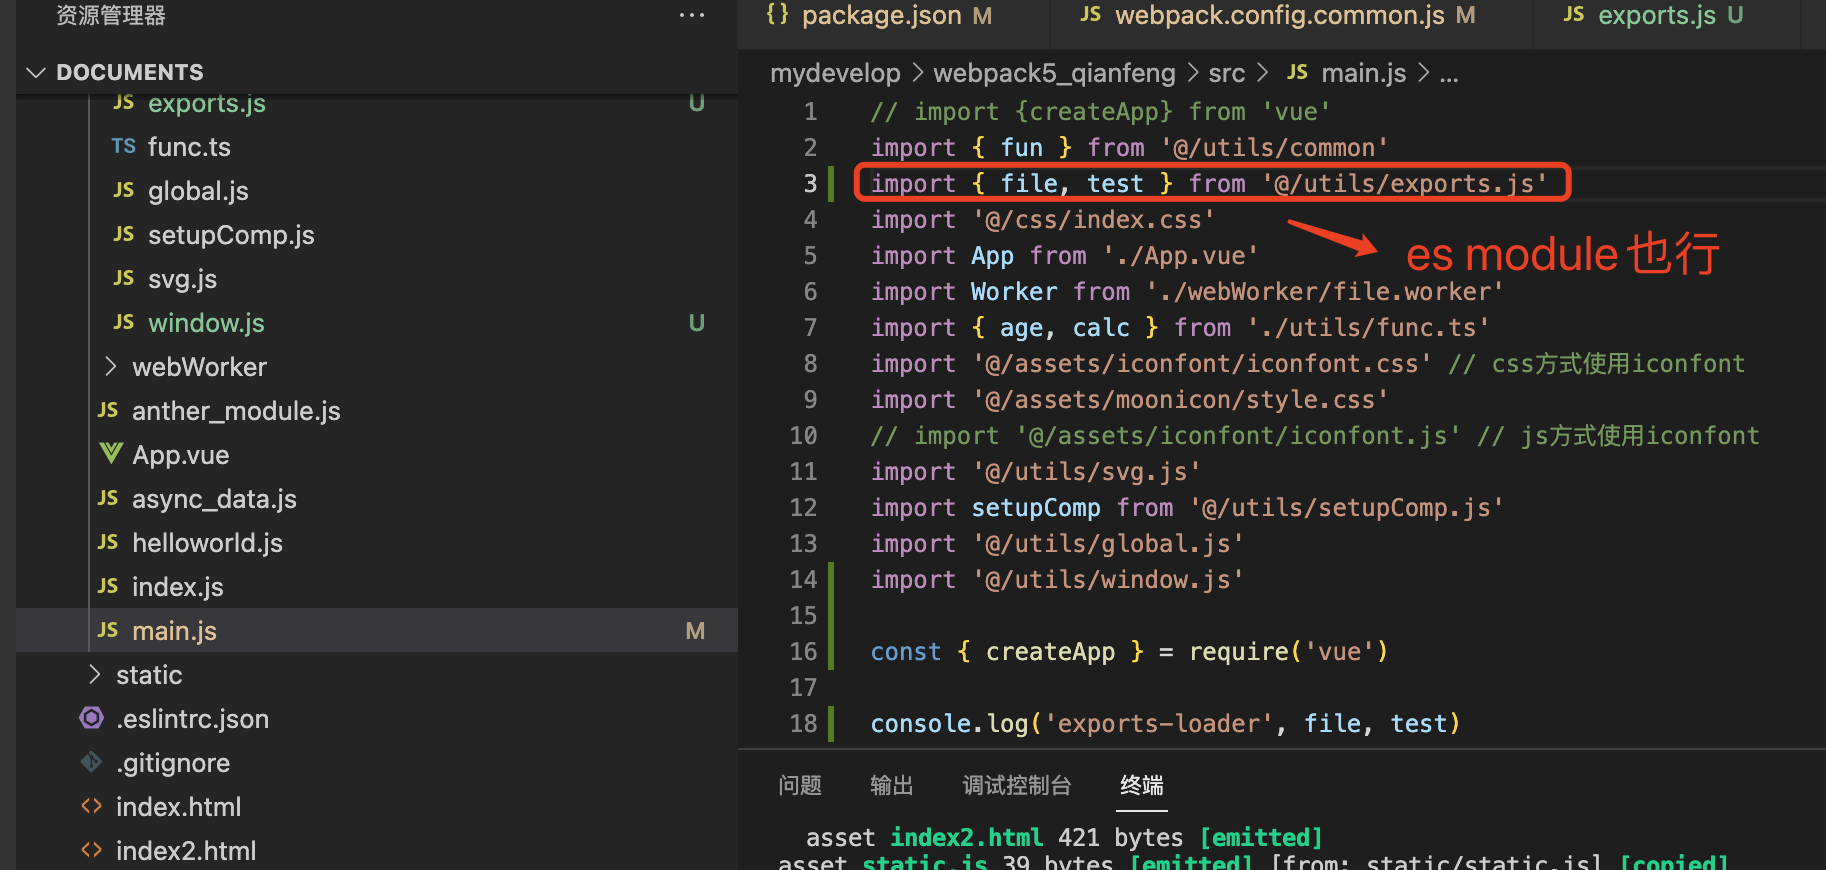 资源管理器 ...
DOCUMENTS
JS exports.js U
TS func.ts
JS global.js
JS setupComp.js
JS svg.js
JS window.js U
webWorker
JS anther_module.js
App.vue
JS async_data.js
JS helloworld.js
JS index.js
JS main.js M
static
.eslintrc.json
.gitignore
<> index.html
<> index2.html
{} package.json M JS webpack.config.common.js M JS exports.js U
mydevelop > webpack5_qianfeng > src > JS main.js > ...
1 // import {createApp} from 'vue'
2 import { fun } from '@/utils/common'
3 import { file, test } from '@/utils/exports.js'
4 import '@/css/index.css'
5 import App from './App.vue'
es module也行
6 import Worker from './webWorker/file.worker'
7 import { age, calc } from './utils/func.ts'
8 import '@/assets/iconfont/iconfont.css' // css方式使用iconfont
9 import '@/assets/moonicon/style.css'
10 // import '@/assets/iconfont/iconfont.js' // js方式使用iconfont
11 import '@/utils/svg.js'
12 import setupComp from '@/utils/setupComp.js'
13 import '@/utils/global.js'
14 import '@/utils/window.js'
15
16 const { createApp } = require('vue')
17
18 console.log('exports-loader', file, test)
问题 输出 调试控制台 终端
asset index2.html 421 bytes [emitted]
asset static.js 39 bytes [emitted] [from: static/static.js] [copied]